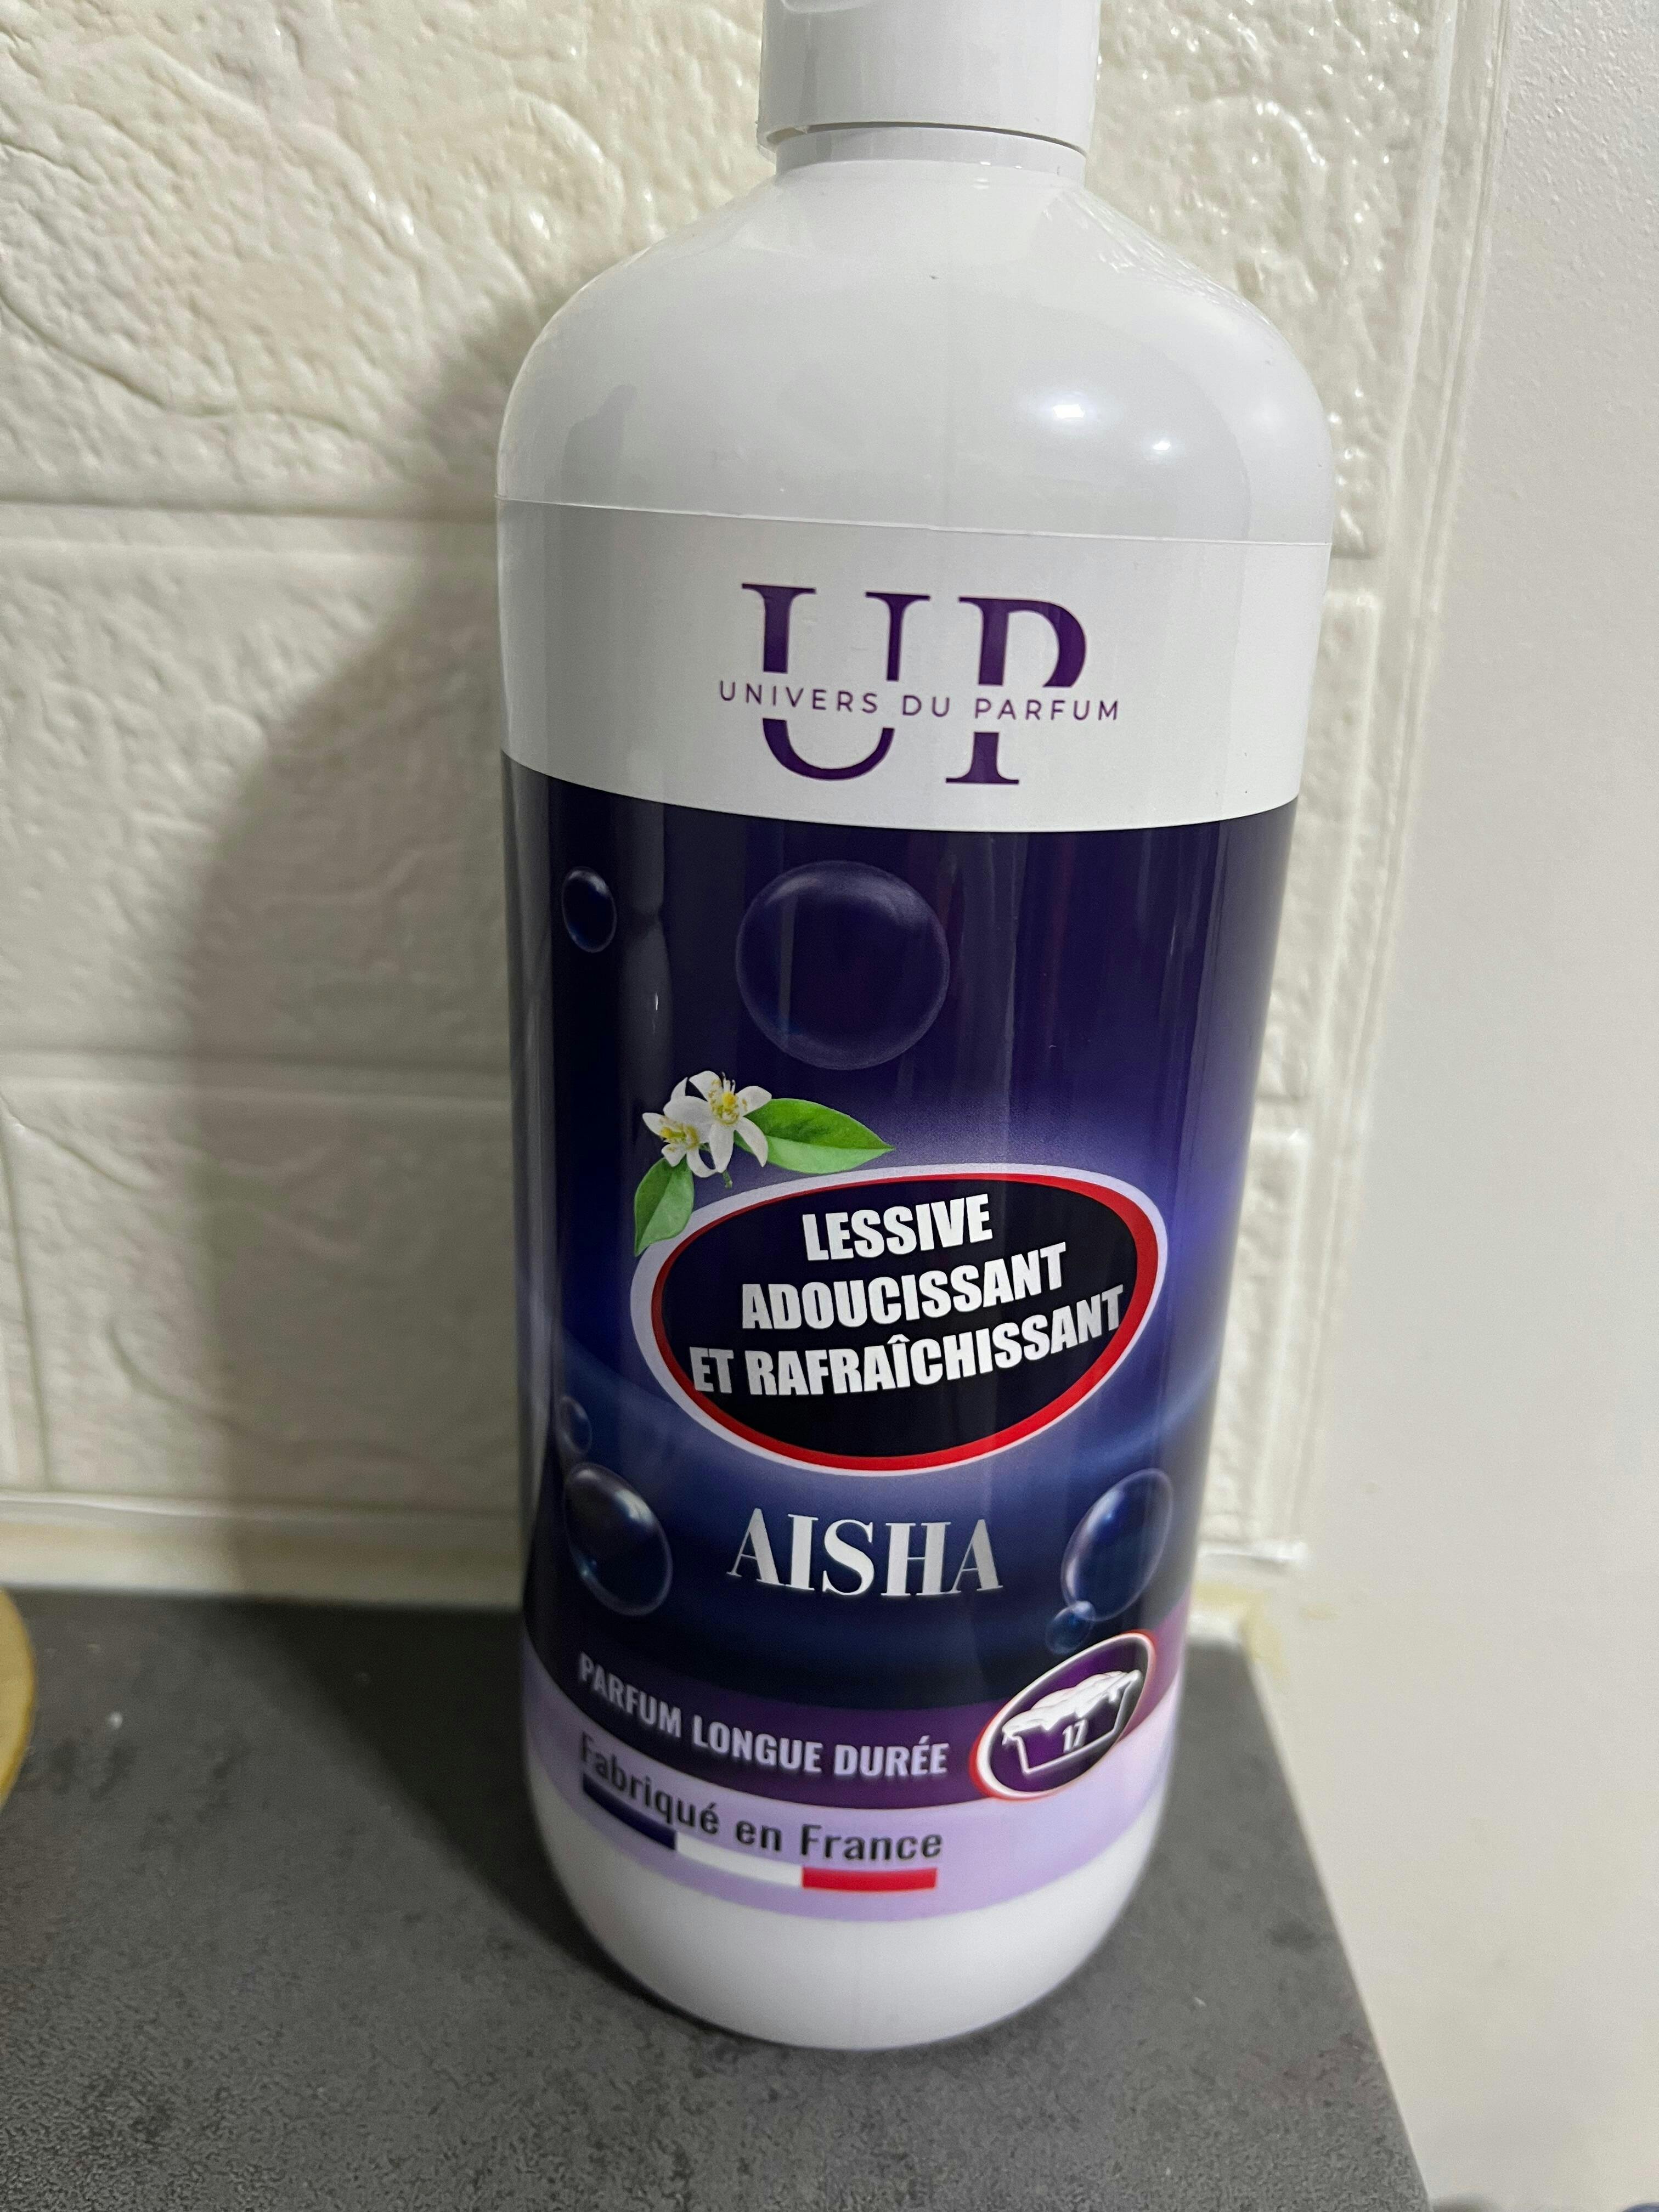 UP
UNIVERS DU PARFUM
LESSIVE
ADOUCISSANT
ET RAFRAÎCHISSANT
AISHA
PARFUM LONGUE DURÉE
17
Fabriqué en France